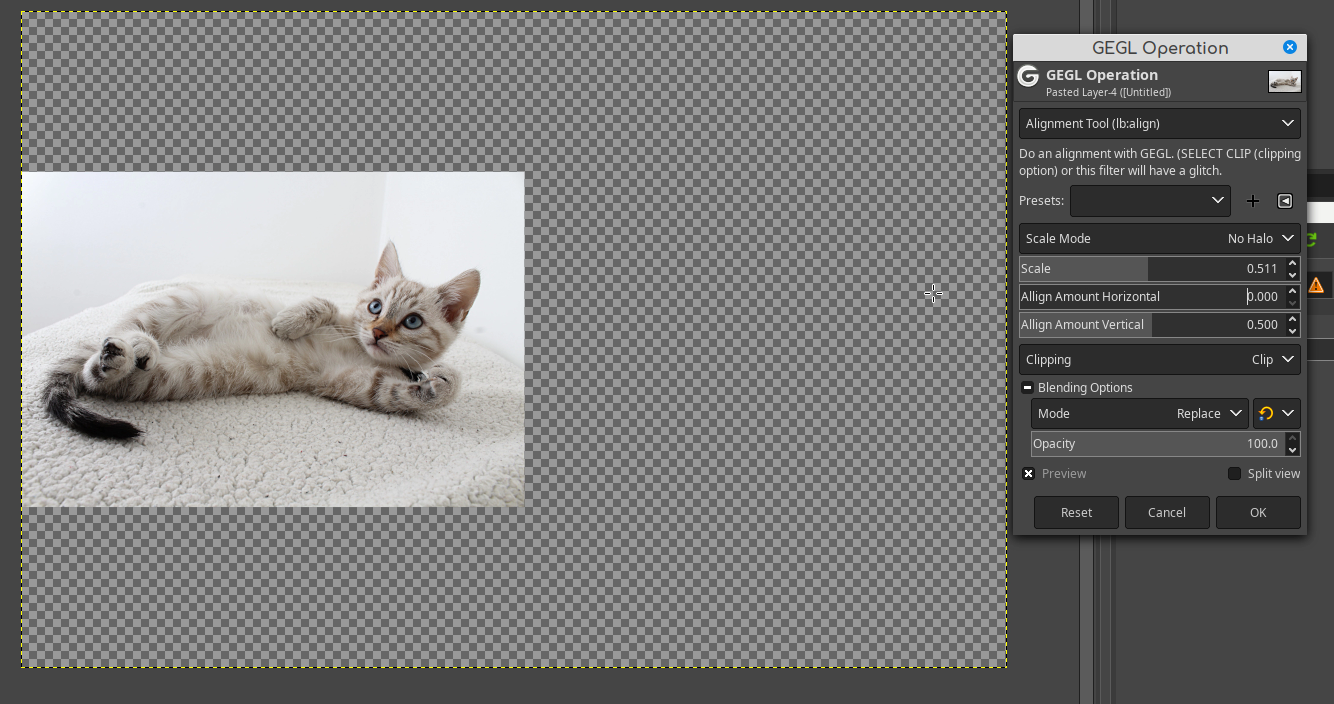 GEGL Operation
GEGL Operation
Pasted Layer-4 ([Untitled])
Alignment Tool (lb:align)
Do an alignment with GEGL. (SELECT CLIP (clipping
option) or this filter will have a glitch.
Presets:
Scale Mode No Halo
Scale 0.511
Allign Amount Horizontal 0.000
Allign Amount Vertical 0.500
Clipping Clip
Blending Options
Mode Replace
Opacity 100.0
Preview Split view
Reset Cancel OK